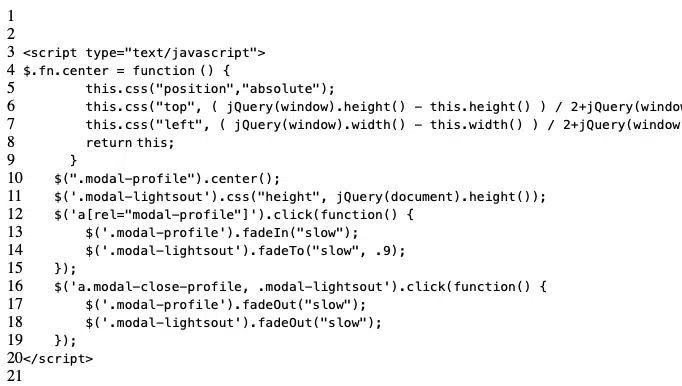 1
2
3 <script type="text/javascript">
4 $.fn.center = function () {
5         this.css("position","absolute");
6         this.css("top", ( jQuery(window).height() - this.height() ) / 2+jQuery(windo
7         this.css("left", ( jQuery(window).width() - this.width() ) / 2+jQuery(window
8         return this;
9       }
10    $(".modal-profile").center();
11    $('.modal-lightsout').css("height", jQuery(document).height());
12    $('a[rel="modal-profile"]').click(function() {
13        $('.modal-profile').fadeIn("slow");
14        $('.modal-lightsout').fadeTo("slow", .9);
15    });
16    $('a.modal-close-profile, .modal-lightsout').click(function() {
17        $('.modal-profile').fadeOut("slow");
18        $('.modal-lightsout').fadeOut("slow");
19    });
20</script>
21